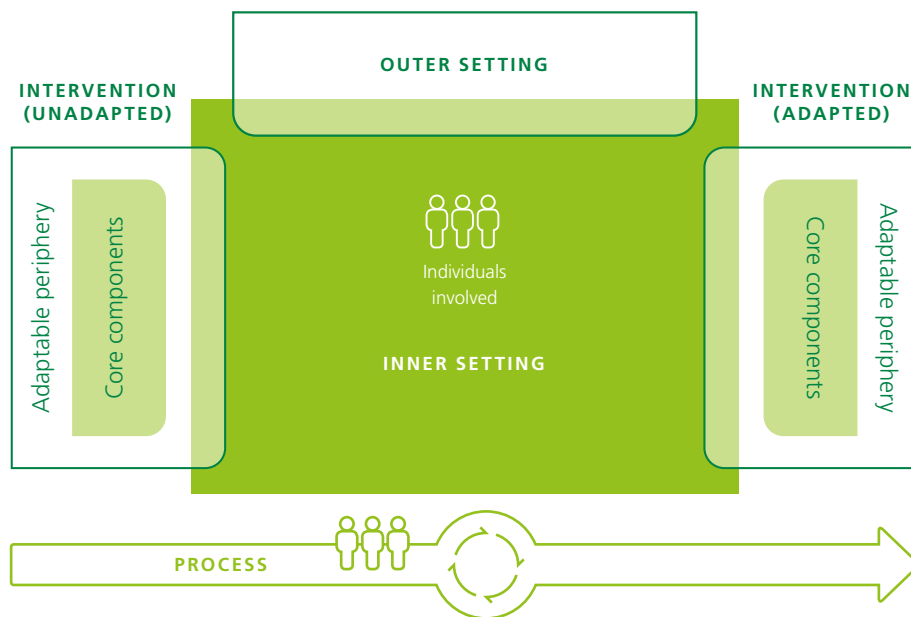 OUTER SETTING
INTERVENTION
(UNADAPTED)
INTERVENTION
(ADAPTED)
Adaptable periphery
Core components
Individuals
involved
INNER SETTING
Core components
Adaptable periphery
PROCESS